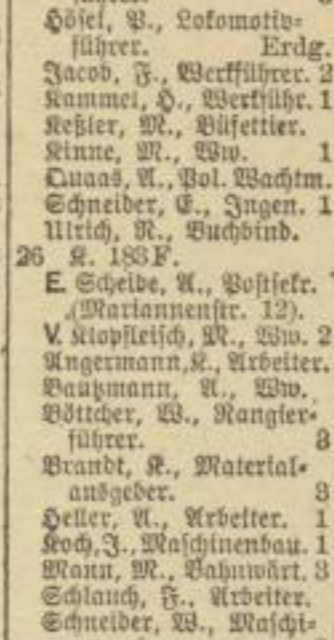 Hösel, P., Lokomotiv-
führer. Erdg.
Jacob, F., Werkführer. 2
Kammel, H., Werkführ. 1
Keßler, M., Büfettier.
Kinne, M., Ww. 1
Quaas, A., Pol. Wachtm.
Schneider, E., Ingen. 1
Ulrich, R., Buchbind.
26 K. 183 F.
E. Scheibe, A., Postsekr.
(Mariannenstr. 12).
V. Klopfleisch, M., Ww. 2
Angermann, K., Arbeiter.
Bautzmann, A., Ww.
Böttcher, W., Rangier-
führer. 3
Brandt, K., Material-
ausgeber. 3
Heller, A., Arbeiter. 1
Koch, J., Maschinenbau. 1
Mann, M., Bahnwärt. 3
Schlauch, F., Arbeiter.
Schneider, W., Maschi-